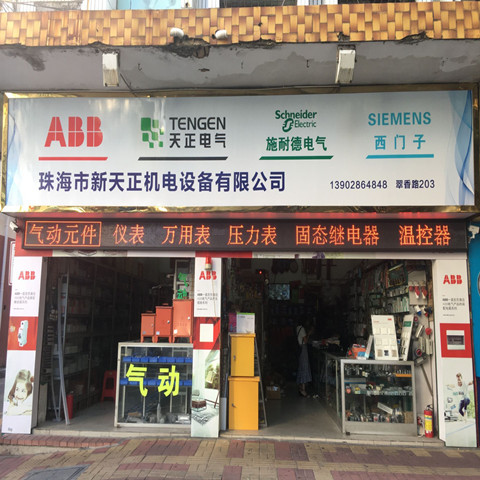 ABB
TENGEN
天正电气
Schneider
Electric
施耐德电气
SIEMENS
西门子
珠海市新天正机电设备有限公司
13902864848 翠香路203
气动元件 仪表 万用表 压力表 固态继电器 温控器
ABB
ABB
ABB
气动